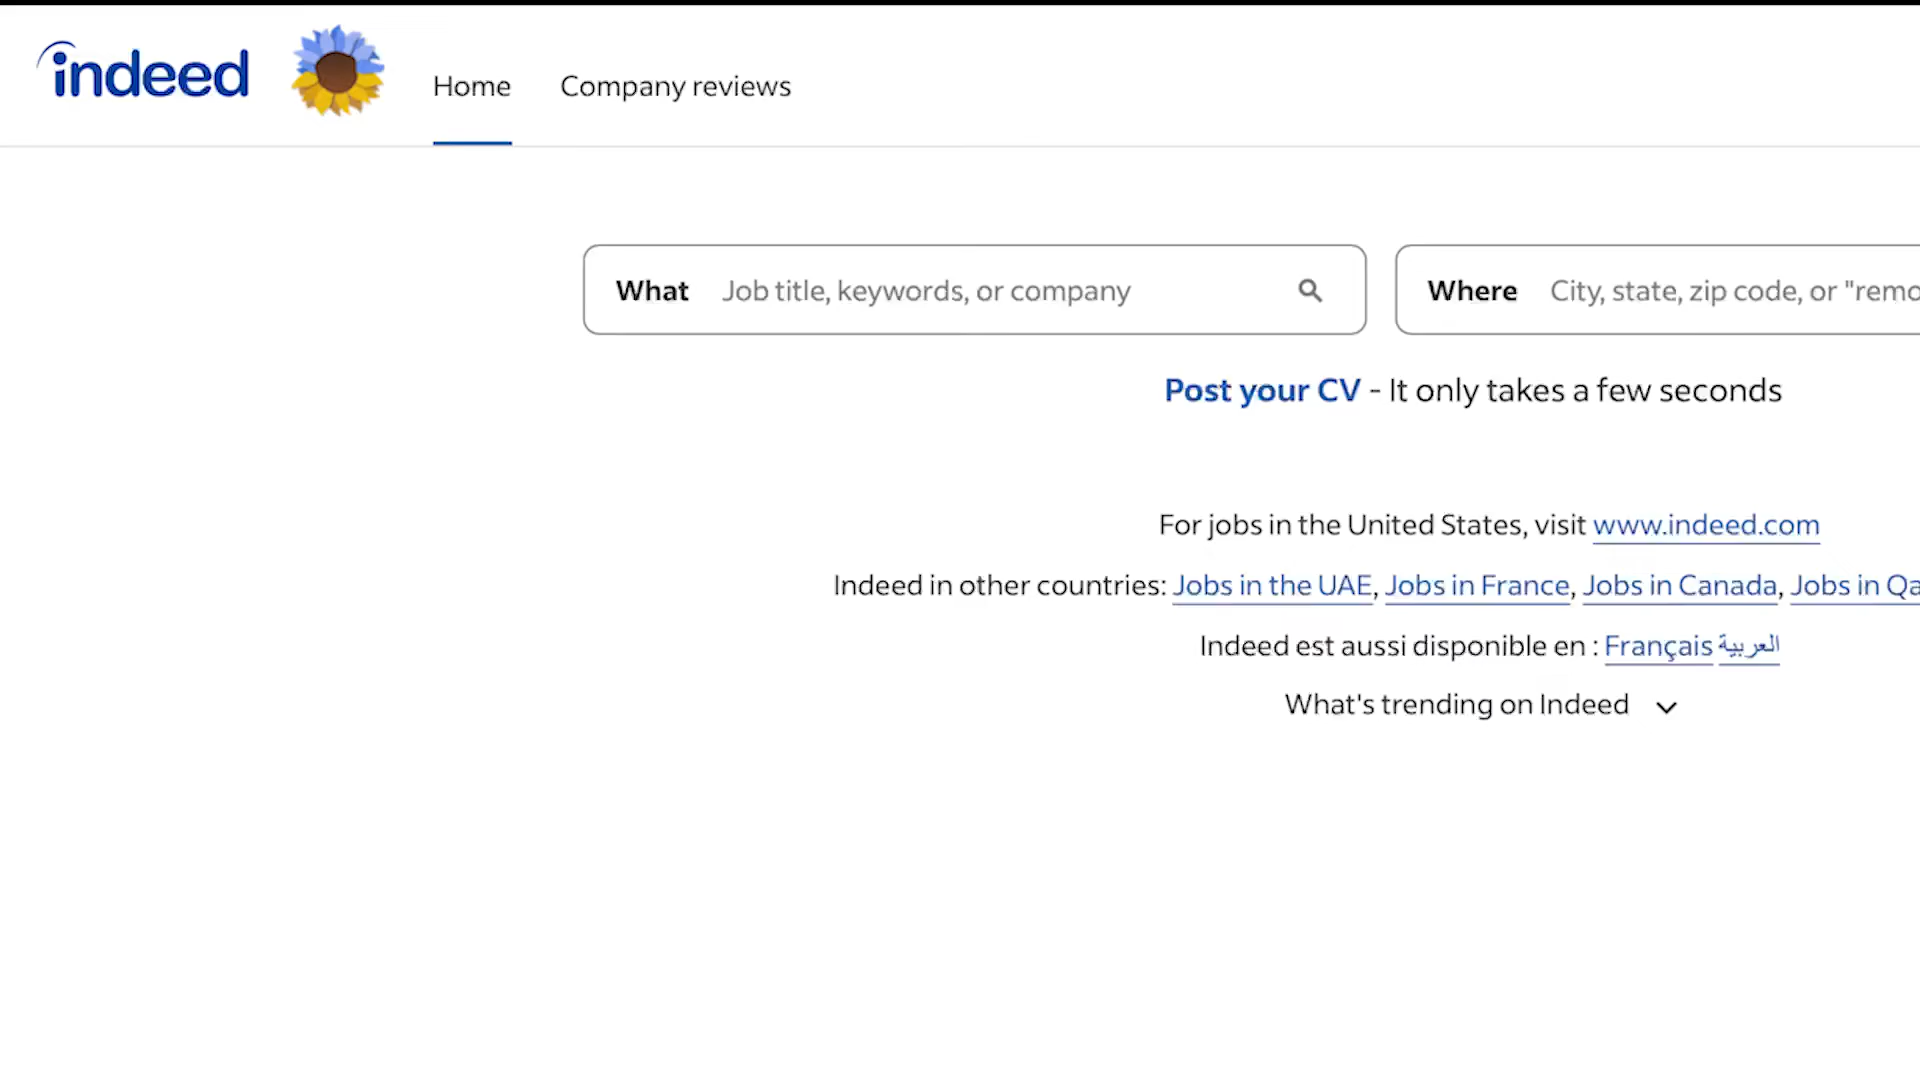 indeed
Home
Company reviews
What Job title, keywords, or company
Where City, state, zip code, or "remo
Post your CV - It only takes a few seconds
For jobs in the United States, visit www.indeed.com
Indeed in other countries: Jobs in the UAE, Jobs in France, Jobs in Canada, Jobs in Qa
Indeed est aussi disponible en : Français العربية
What's trending on Indeed